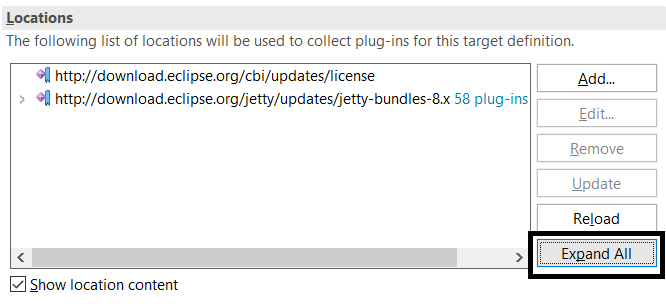 Locations
The following list of locations will be used to collect plug-ins for this target definition.
http://download.eclipse.org/cbi/updates/license
http://download.eclipse.org/jetty/updates/jetty-bundles-8.x 58 plug-ins
Add...
Edit...
Remove
Update
Reload
Expand All
Show location content